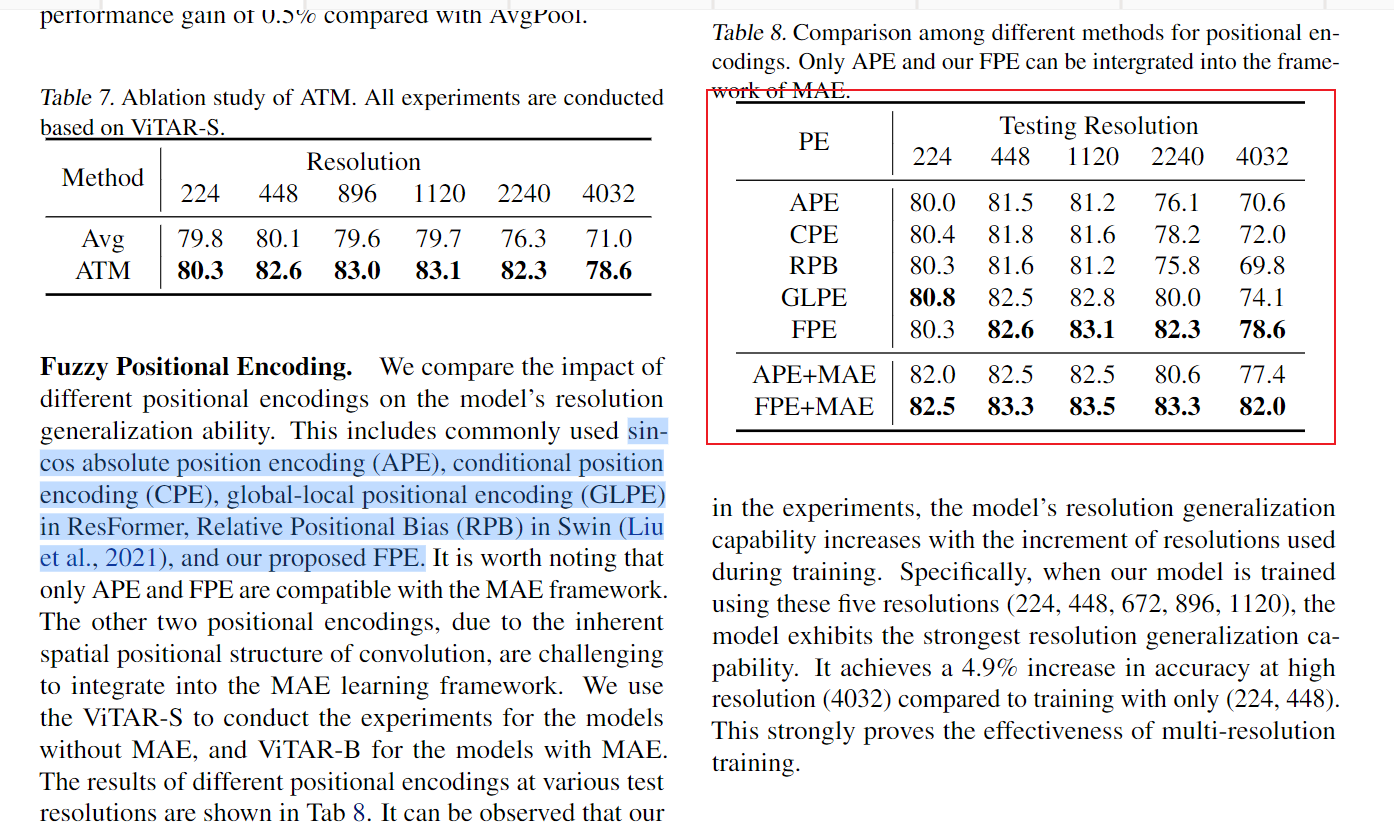 performance gain of 0.5% compared with AvgPool.
Table 7. Ablation study of ATM. All experiments are conducted
based on ViTAR-S.
Method Resolution
224 448 896 1120 2240 4032
Avg 79.8 80.1 79.6 79.7 76.3 71.0
ATM 80.3 82.6 83.0 83.1 82.3 78.6
Fuzzy Positional Encoding. We compare the impact of
different positional encodings on the model's resolution
generalization ability. This includes commonly used sin-
cos absolute position encoding (APE), conditional position
encoding (CPE), global-local positional encoding (GLPE)
in ResFormer, Relative Positional Bias (RPB) in Swin (Liu
et al., 2021), and our proposed FPE. It is worth noting that
only APE and FPE are compatible with the MAE framework.
The other two positional encodings, due to the inherent
spatial positional structure of convolution, are challenging
to integrate into the MAE learning framework. We use
the ViTAR-S to conduct the experiments for the models
without MAE, and ViTAR-B for the models with MAE.
The results of different positional encodings at various test
resolutions are shown in Tab 8. It can be observed that our
Table 8. Comparison among different methods for positional en-
codings. Only APE and our FPE can be intergrated into the frame-
work of MAE.
PE Testing Resolution
224 448 1120 2240 4032
APE 80.0 81.5 81.2 76.1 70.6
CPE 80.4 81.8 81.6 78.2 72.0
RPB 80.3 81.6 81.2 75.8 69.8
GLPE 80.8 82.5 82.8 80.0 74.1
FPE 80.3 82.6 83.1 82.3 78.6
APE+MAE 82.0 82.5 82.5 80.6 77.4
FPE+MAE 82.5 83.3 83.5 83.3 82.0
in the experiments, the model's resolution generalization
capability increases with the increment of resolutions used
during training. Specifically, when our model is trained
using these five resolutions (224, 448, 672, 896, 1120), the
model exhibits the strongest resolution generalization ca-
pability. It achieves a 4.9% increase in accuracy at high
resolution (4032) compared to training with only (224, 448).
This strongly proves the effectiveness of multi-resolution
training.